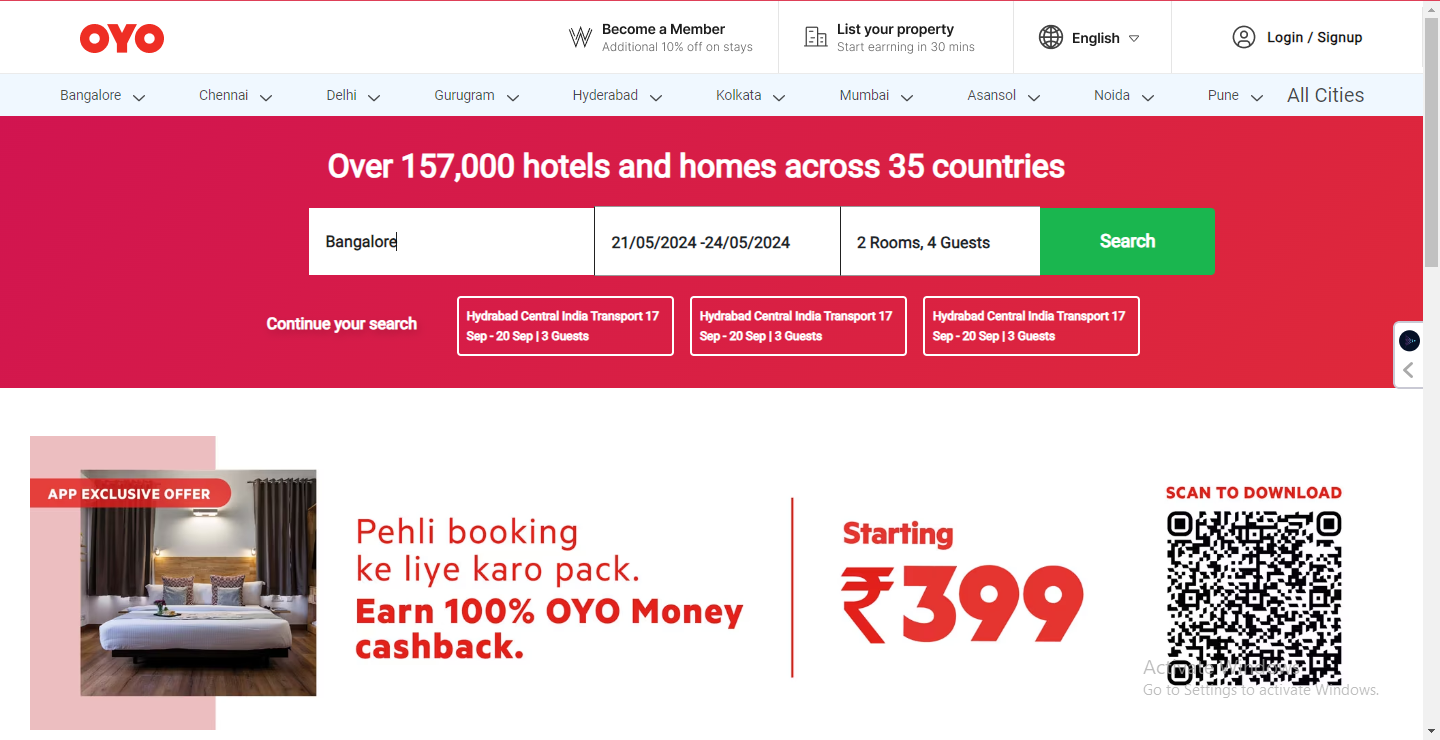 OYO
Become a Member
Additional 10% off on stays
List your property
Start earrning in 30 mins
English
Login / Signup
Bangalore
Chennai
Delhi
Gurugram
Hyderabad
Kolkata
Mumbai
Asansol
Noida
Pune
All Cities
Over 157,000 hotels and homes across 35 countries
Bangalore
21/05/2024 -24/05/2024
2 Rooms, 4 Guests
Search
Continue your search
Hydrabad Central India Transport 17
Sep - 20 Sep | 3 Guests
Hydrabad Central India Transport 17
Sep - 20 Sep | 3 Guests
Hydrabad Central India Transport 17
Sep - 20 Sep | 3 Guests
APP EXCLUSIVE OFFER
Pehli booking
ke liye karo pack.
Earn 100% OYO Money
cashback.
Starting
₹399
SCAN TO DOWNLOAD
Activate Windows
Go to Settings to activate Windows.